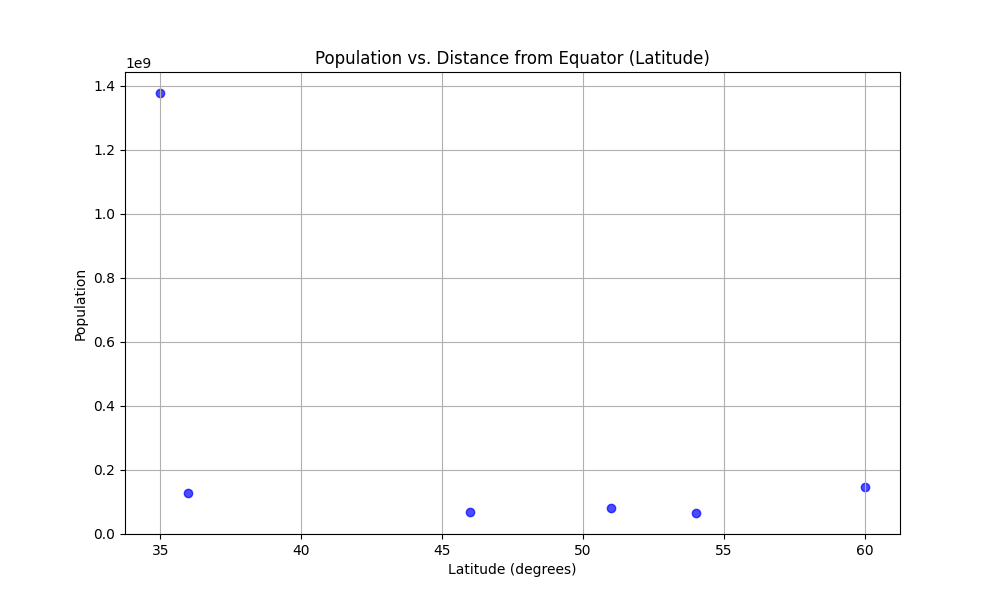 Population vs. Distance from Equator (Latitude)
1e9
1.4
1.2
1.0
0.8
0.6
0.4
0.2
0.0
Population
35 40 45 50 55 60
Latitude (degrees)